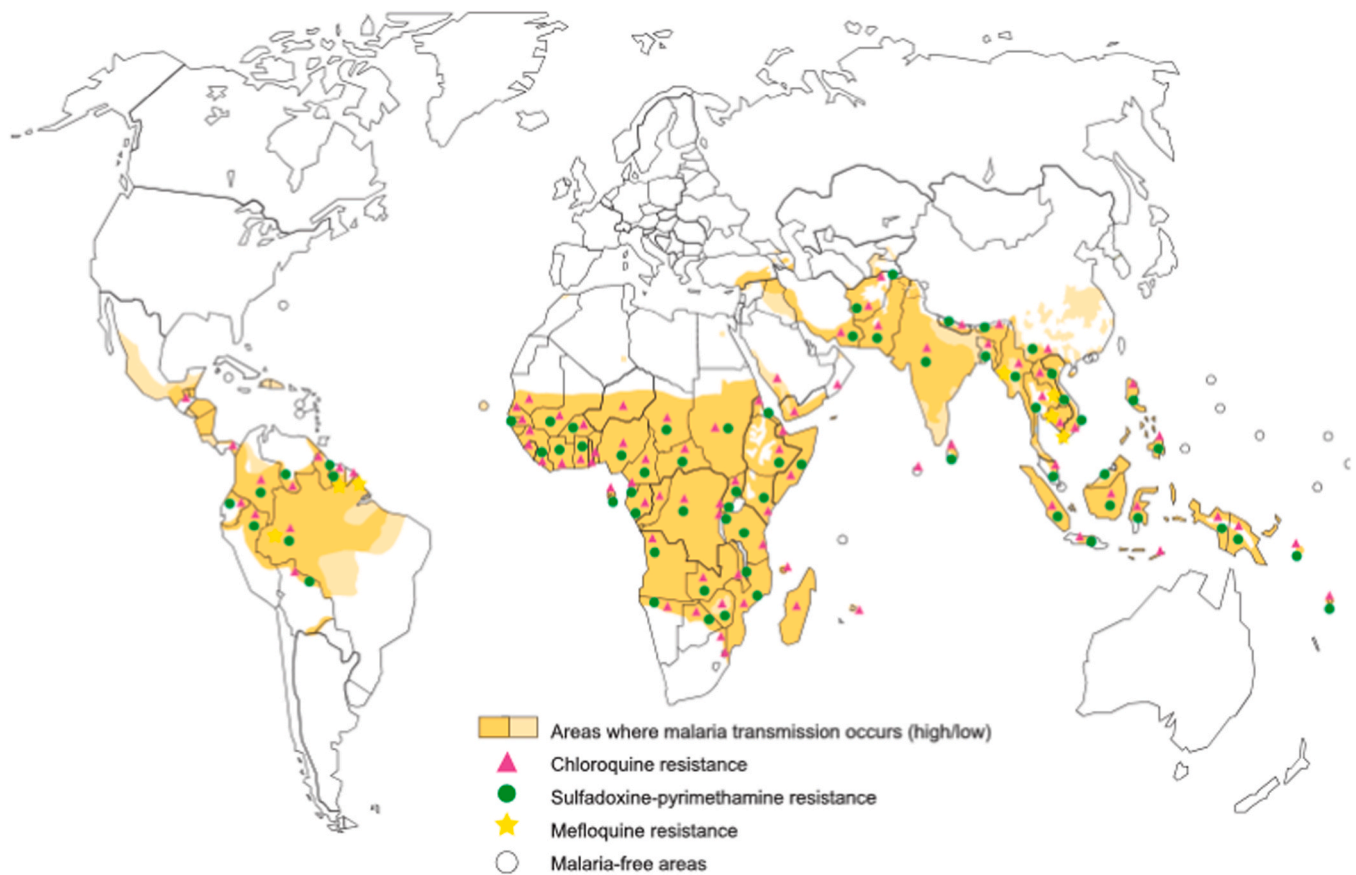 Areas where malaria transmission occurs (high/low)
Chloroquine resistance
Sulfadoxine-pyrimethamine resistance
Mefloquine resistance
Malaria-free areas